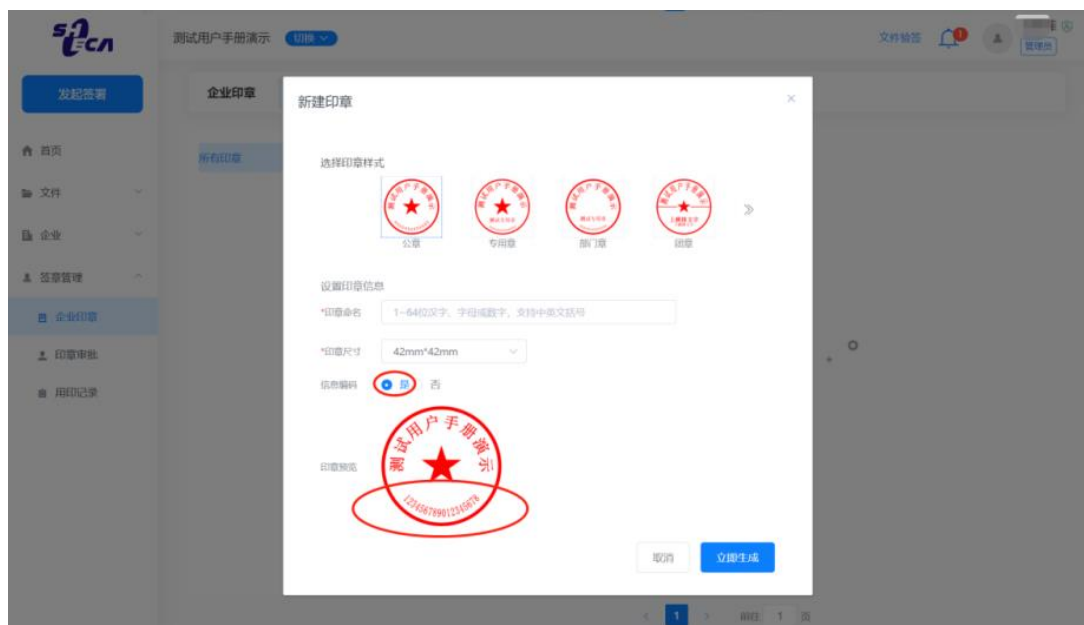 测试用户手册演示 切换
文件验签
管理员
发起签署
企业印章
新建印章
首页
所有印章
选择印章样式
文件
公章 专用章 部门章 团章
企业
签章管理
设置印章信息
*印章命名 1~64位汉字、字母或数字，支持中英文括号
企业印章
*印章尺寸 42mm*42mm
印章审批
信息编码 是 否
用印记录
测试用户手册演示
印章预览
123456789012345678
取消 立即生成
1 前往 1 页